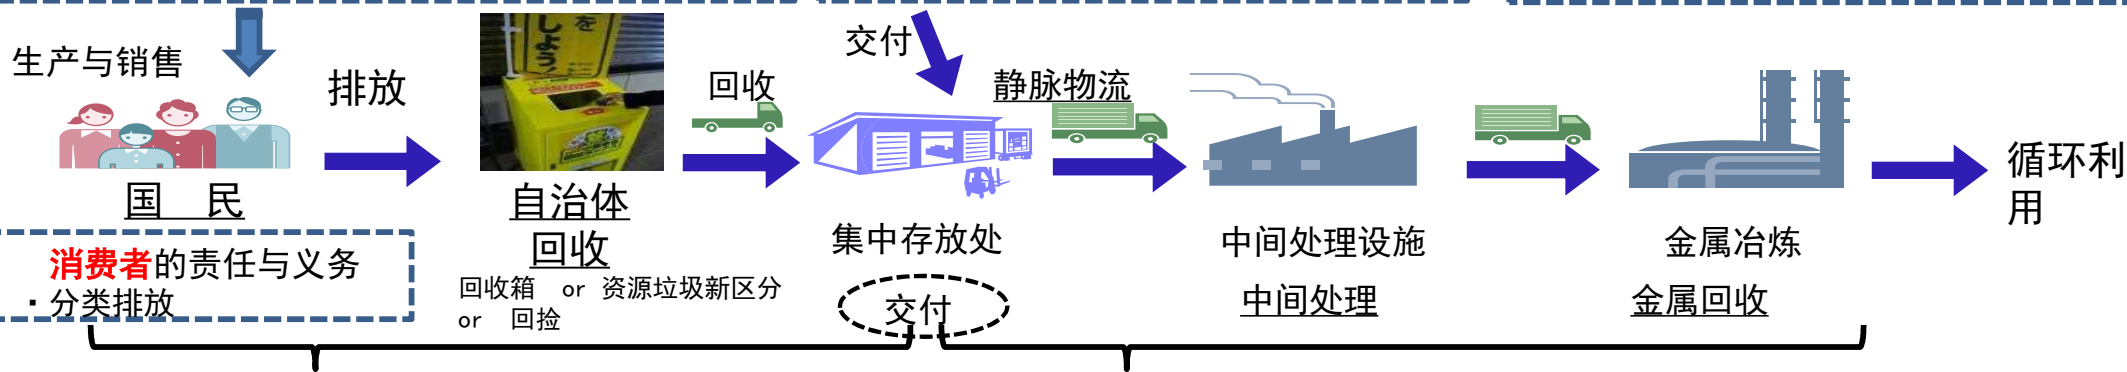 生产与销售
排放
回收
交付
静脉物流
国 民
自治体
回收
集中存放处
中间处理设施
金属冶炼
循环利
用
消费者的责任与义务
·分类排放
回收箱 or 资源垃圾新区分
or 回捡
交付
中间处理
金属回收
を
しよう